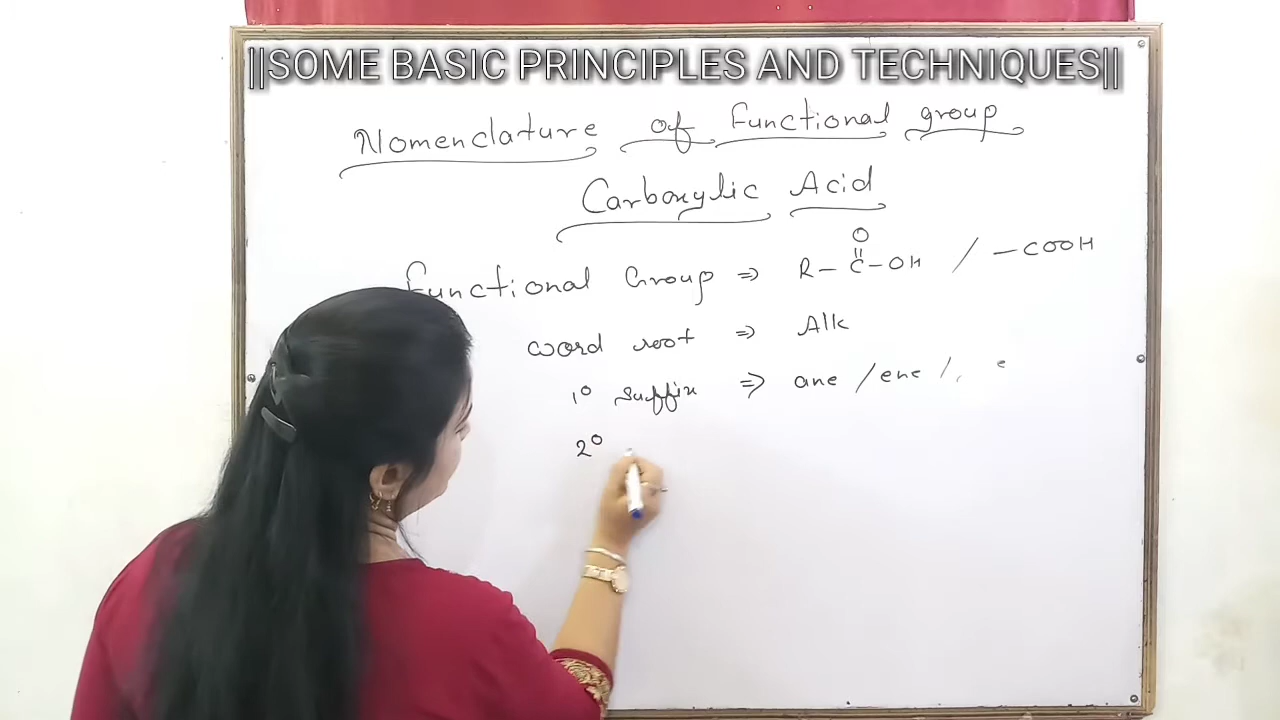 ||SOME BASIC PRINCIPLES AND TECHNIQUES||
Nomenclature of Functional group
Carboxylic Acid
Functional Group ⇒ R-C(=O)-OH / -COOH
word root ⇒ Alk
1° suffix ⇒ ane / ene /
2°